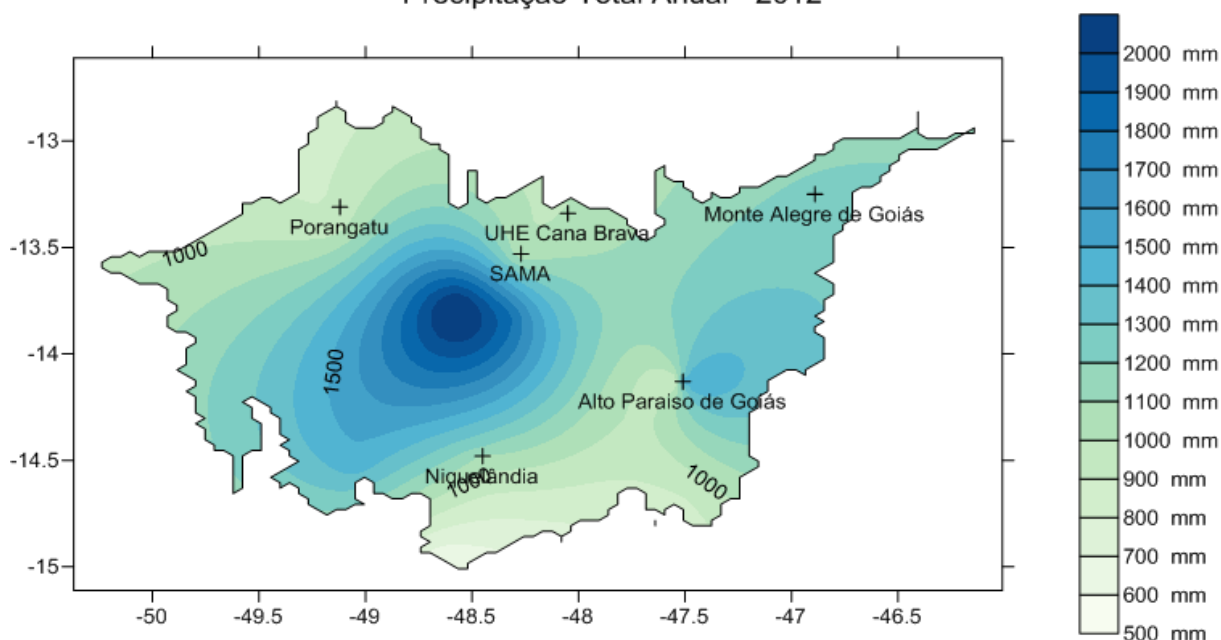 Precipitação Total Anual - 2012
2000 mm
1900 mm
1800 mm
1700 mm
1600 mm
1500 mm
1400 mm
1300 mm
1200 mm
1100 mm
1000 mm
900 mm
800 mm
700 mm
600 mm
500 mm
-13
-13.5
-14
-14.5
-15
Porangatu
UHE Cana Brava
SAMA
Monte Alegre de Goiás
Alto Paraiso de Goiás
Niquelândia
1000
1500
1000
1000
-50
-49.5
-49
-48.5
-48
-47.5
-47
-46.5